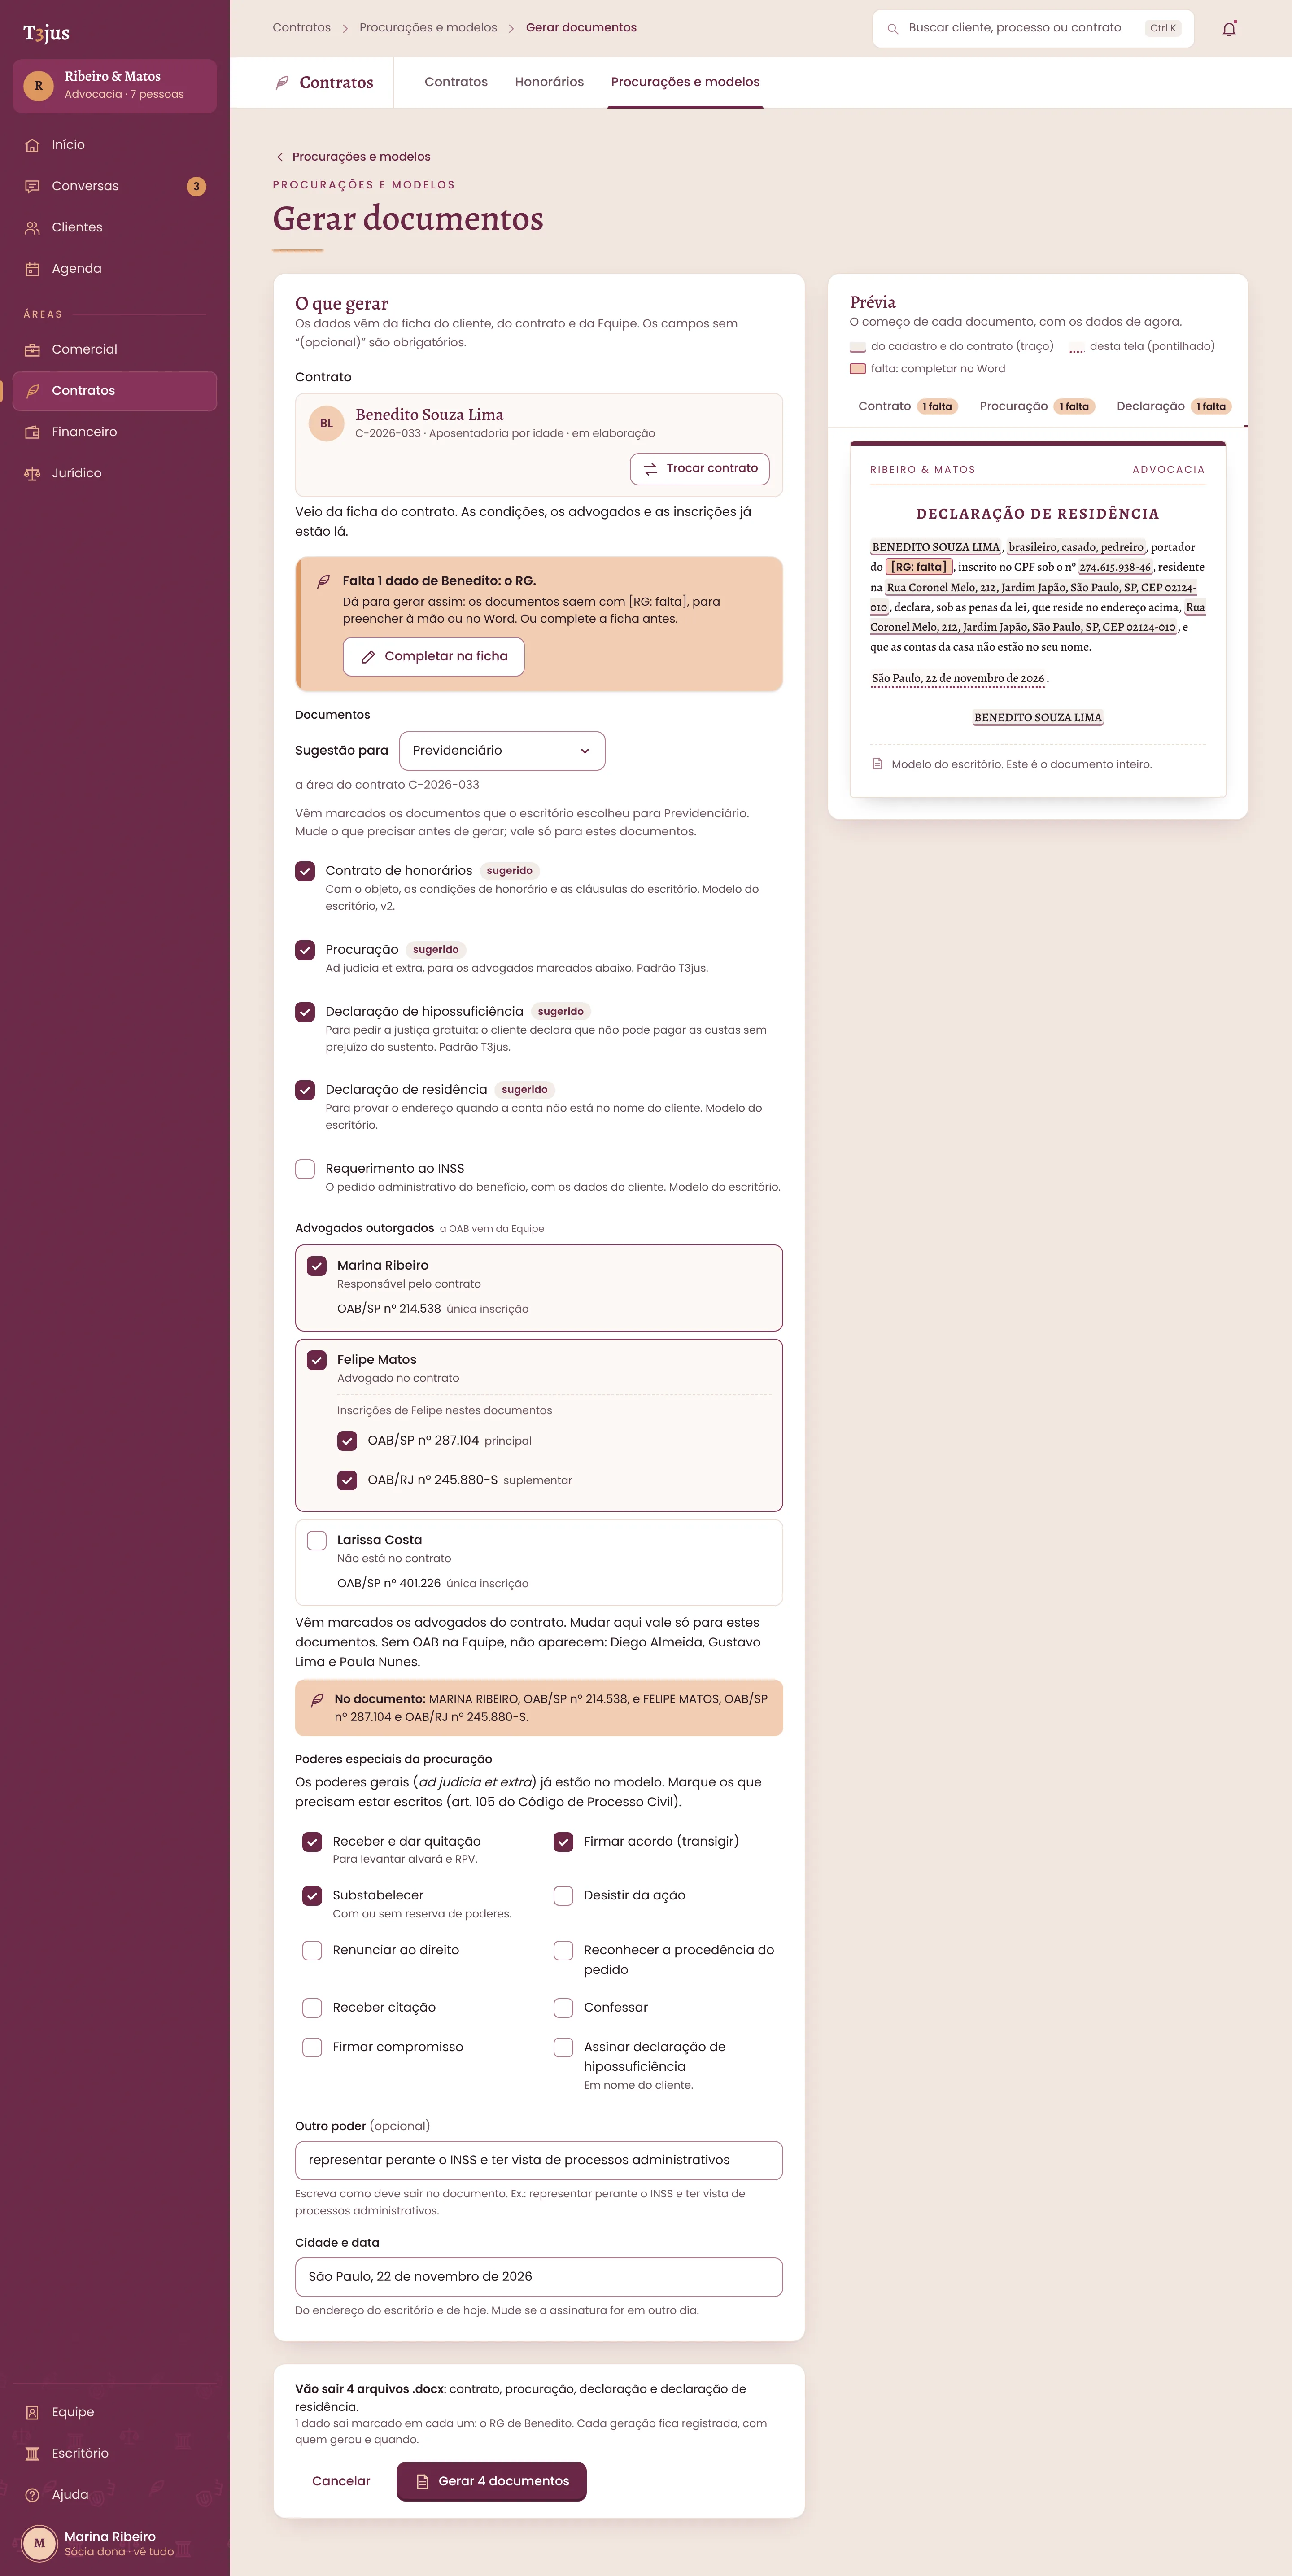 T3jus
R
Ribeiro & Matos
Advocacia · 7 pessoas
Início
Conversas
3
Clientes
Agenda
ÁREAS
Comercial
Contratos
Financeiro
Jurídico
Equipe
Escritório
Ajuda
M
Marina Ribeiro
Sócia dona · vê tudo
Contratos
Procurações e modelos
Gerar documentos
Buscar cliente, processo ou contrato
Ctrl K
Contratos
Contratos
Honorários
Procurações e modelos
Procurações e modelos
PROCURAÇÕES E MODELOS
Gerar documentos
O que gerar
Os dados vêm da ficha do cliente, do contrato e da Equipe. Os campos sem
“(opcional)” são obrigatórios.
Contrato
BL
Benedito Souza Lima
C-2026-033 · Aposentadoria por idade · em elaboração
Trocar contrato
Veio da ficha do contrato. As condições, os advogados e as inscrições já
estão lá.
Falta 1 dado de Benedito: o RG.
Dá para gerar assim: os documentos saem com [RG: falta], para
preencher à mão ou no Word. Ou complete a ficha antes.
Completar na ficha
Documentos
Sugestão para
Previdenciário
a área do contrato C-2026-033
Vêm marcados os documentos que o escritório escolheu para Previdenciário.
Mude o que precisar antes de gerar; vale só para estes documentos.
Contrato de honorários sugerido
Com o objeto, as condições de honorário e as cláusulas do escritório. Modelo do
escritório, v2.
Procuração sugerido
Ad judicia et extra, para os advogados marcados abaixo. Padrão T3jus.
Declaração de hipossuficiência sugerido
Para pedir a justiça gratuita: o cliente declara que não pode pagar as custas sem
prejuízo do sustento. Padrão T3jus.
Declaração de residência sugerido
Para provar o endereço quando a conta não está no nome do cliente. Modelo do
escritório.
Requerimento ao INSS
O pedido administrativo do benefício, com os dados do cliente. Modelo do escritório.
Advogados outorgados a OAB vem da Equipe
Marina Ribeiro
Responsável pelo contrato
OAB/SP nº 214.538 única inscrição
Felipe Matos
Advogado no contrato
Inscrições de Felipe nestes documentos
OAB/SP nº 287.104 principal
OAB/RJ nº 245.880-S suplementar
Larissa Costa
Não está no contrato
OAB/SP nº 401.226 única inscrição
Vêm marcados os advogados do contrato. Mudar aqui vale só para estes
documentos. Sem OAB na Equipe, não aparecem: Diego Almeida, Gustavo
Lima e Paula Nunes.
No documento: MARINA RIBEIRO, OAB/SP nº 214.538, e FELIPE MATOS, OAB/SP
nº 287.104 e OAB/RJ nº 245.880-S.
Poderes especiais da procuração
Os poderes gerais (ad judicia et extra) já estão no modelo. Marque os que
precisam estar escritos (art. 105 do Código de Processo Civil).
Receber e dar quitação
Para levantar alvará e RPV.
Firmar acordo (transigir)
Substabelecer
Com ou sem reserva de poderes.
Desistir da ação
Renunciar ao direito
Reconhecer a procedência do
pedido
Receber citação
Confessar
Firmar compromisso
Assinar declaração de
hipossuficiência
Em nome do cliente.
Outro poder (opcional)
representar perante o INSS e ter vista de processos administrativos
Escreva como deve sair no documento. Ex.: representar perante o INSS e ter vista de
processos administrativos.
Cidade e data
São Paulo, 22 de novembro de 2026
Do endereço do escritório e de hoje. Mude se a assinatura for em outro dia.
Vão sair 4 arquivos .docx: contrato, procuração, declaração e declaração de
residência.
1 dado sai marcado em cada um: o RG de Benedito. Cada geração fica registrada, com
quem gerou e quando.
Cancelar
Gerar 4 documentos
Prévia
O começo de cada documento, com os dados de agora.
do cadastro e do contrato (traço)
desta tela (pontilhado)
falta: completar no Word
Contrato 1 falta
Procuração 1 falta
Declaração 1 falta
RIBEIRO & MATOS
ADVOCACIA
DECLARAÇÃO DE RESIDÊNCIA
BENEDITO SOUZA LIMA, brasileiro, casado, pedreiro, portador
do [RG: falta], inscrito no CPF sob o nº 274.615.938-46, residente
na Rua Coronel Melo, 212, Jardim Japão, São Paulo, SP, CEP 02124-
010, declara, sob as penas da lei, que reside no endereço acima, Rua
Coronel Melo, 212, Jardim Japão, São Paulo, SP, CEP 02124-010, e
que as contas da casa não estão no seu nome.
São Paulo, 22 de novembro de 2026.
BENEDITO SOUZA LIMA
Modelo do escritório. Este é o documento inteiro.